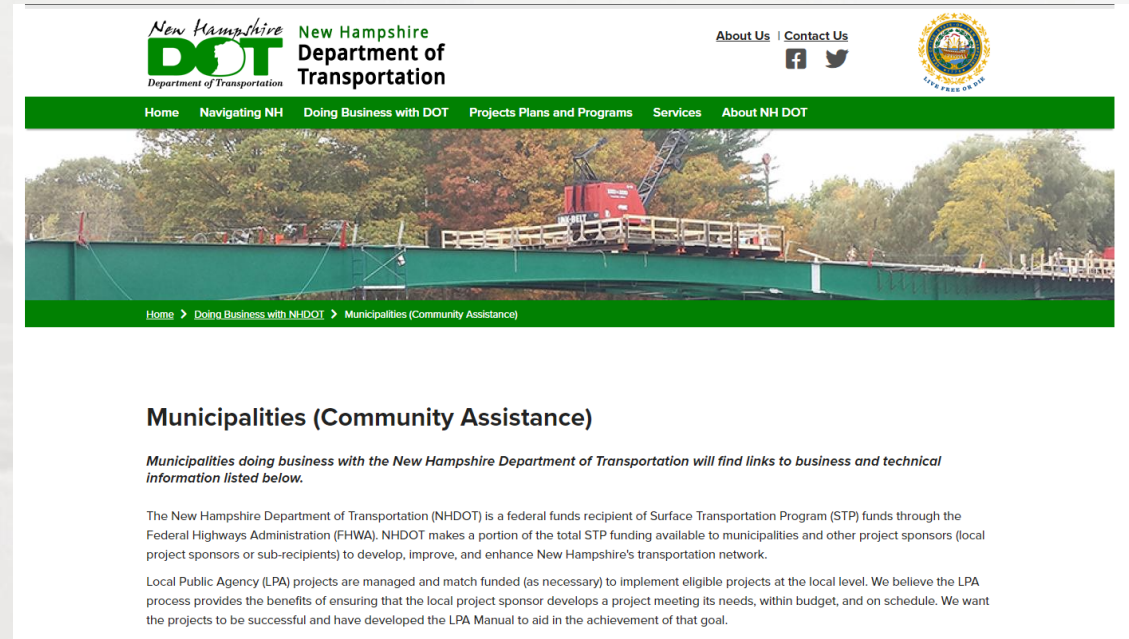 New Hampshire
DOT
Department of Transportation
New Hampshire
Department of
Transportation
About Us | Contact Us
LIVE FREE OR DIE
Home Navigating NH Doing Business with DOT Projects Plans and Programs Services About NH DOT
LINK-BELT
Home > Doing Business with NHDOT > Municipalities (Community Assistance)
Municipalities (Community Assistance)
Municipalities doing business with the New Hampshire Department of Transportation will find links to business and technical
information listed below.
The New Hampshire Department of Transportation (NHDOT) is a federal funds recipient of Surface Transportation Program (STP) funds through the
Federal Highways Administration (FHWA). NHDOT makes a portion of the total STP funding available to municipalities and other project sponsors (local
project sponsors or sub-recipients) to develop, improve, and enhance New Hampshire's transportation network.
Local Public Agency (LPA) projects are managed and match funded (as necessary) to implement eligible projects at the local level. We believe the LPA
process provides the benefits of ensuring that the local project sponsor develops a project meeting its needs, within budget, and on schedule. We want
the projects to be successful and have developed the LPA Manual to aid in the achievement of that goal.